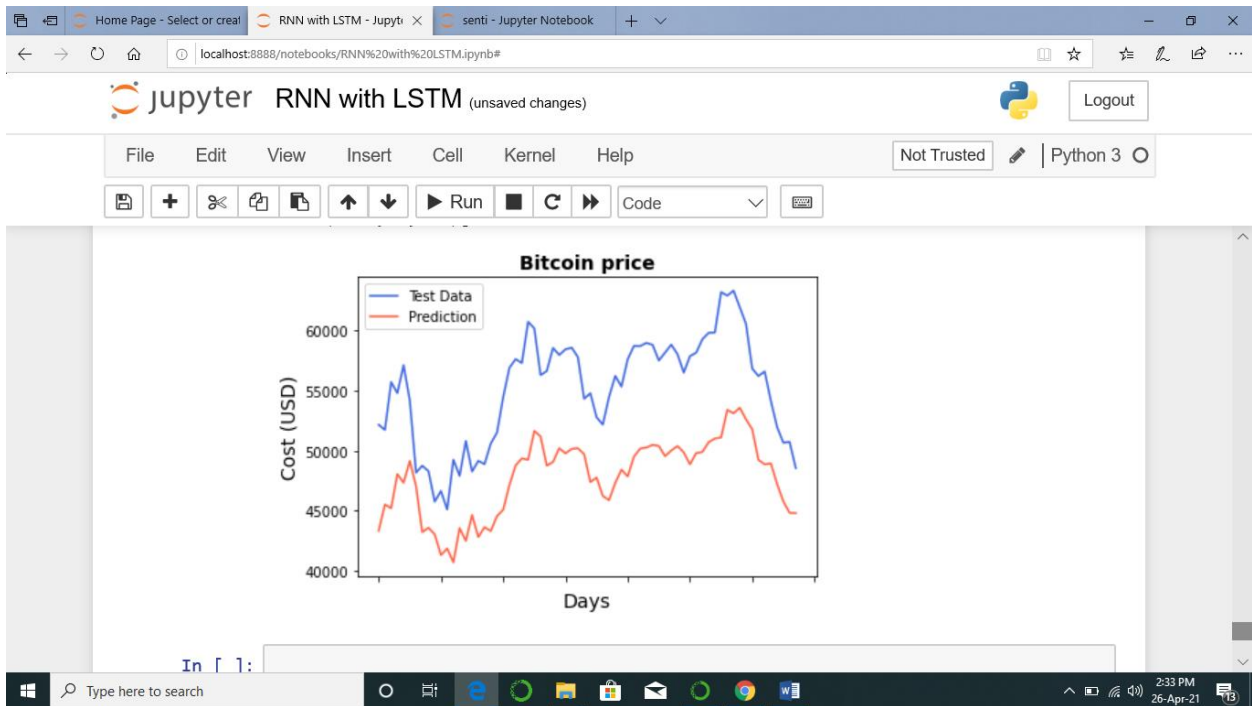 Home Page - Select or creat
RNN with LSTM - Jupyt
senti - Jupyter Notebook
localhost:8888/notebooks/RNN%20with%20LSTM.ipynb#
jupyter RNN with LSTM (unsaved changes)
Logout
File Edit View Insert Cell Kernel Help
Not Trusted
Python 3
Run
Code
Bitcoin price
Test Data
Prediction
60000
55000
50000
45000
40000
Cost (USD)
Days
In [ ]:
Type here to search
2:33 PM
26-Apr-21
13